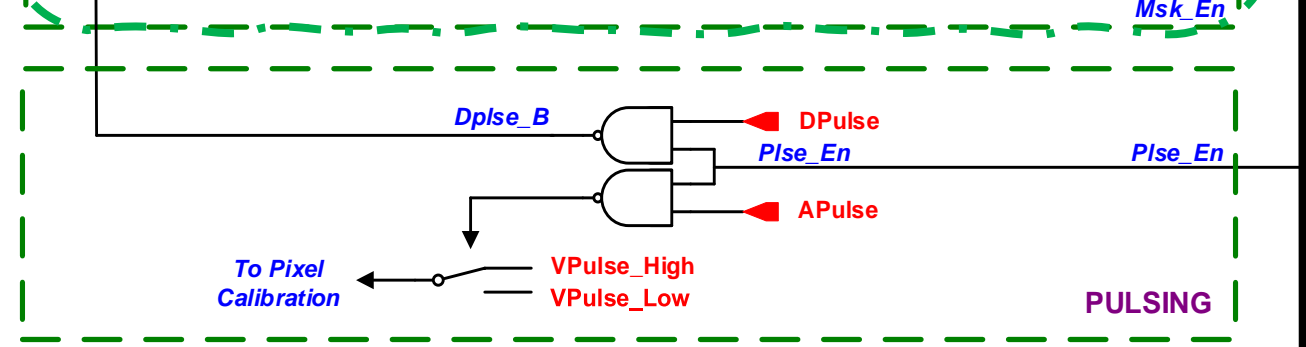 Msk_En
Dplse_B
DPulse
Plse_En
Plse_En
APulse
To Pixel
Calibration
VPulse_High
VPulse_Low
PULSING